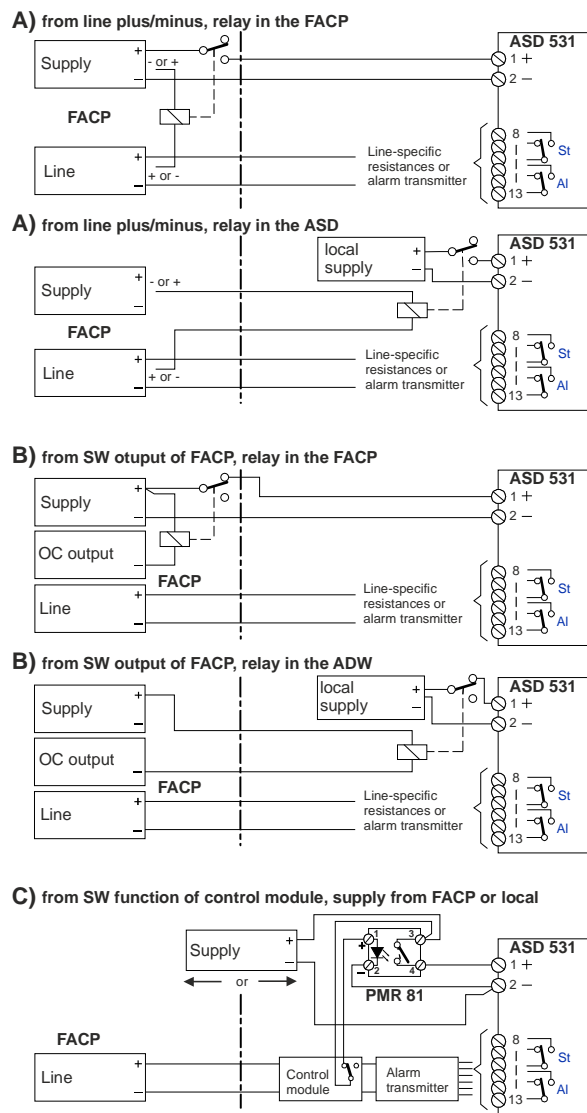 A) from line plus/minus, relay in the FACP
ASD 531
Supply
+
- or +
–
1 +
2 –
FACP
8
St
Line
+
+ or -
–
Line-specific
resistances or
alarm transmitter
Al
13
A) from line plus/minus, relay in the ASD
ASD 531
local
supply
+
–
1 +
2 –
Supply
+
- or +
–
FACP
8
St
Line
+
+ or -
–
Line-specific
resistances or
alarm transmitter
Al
13
B) from SW otuput of FACP, relay in the FACP
ASD 531
Supply
+
–
1 +
2 –
OC output
–
FACP
8
St
Line
+
–
Line-specific
resistances or
alarm transmitter
Al
13
B) from SW output of FACP, relay in the ADW
ASD 531
local
supply
+
–
1 +
2 –
Supply
+
–
OC output
–
FACP
8
St
Line
+
–
Line-specific
resistances or
alarm transmitter
Al
13
C) from SW function of control module, supply from FACP or local
ASD 531
Supply
+
–
+ 1 3
– 2 4
1 +
2 –
or
PMR 81
FACP
8
St
Line
+
–
Control
module
Alarm
transmitter
Al
13